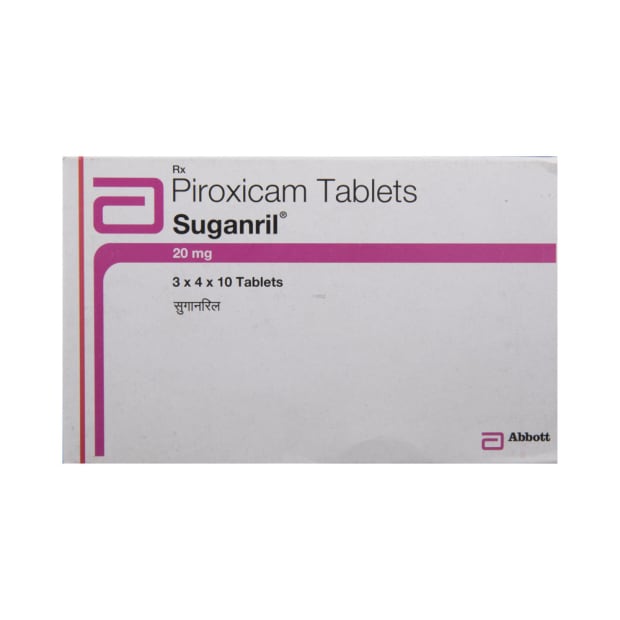 Rx
Piroxicam Tablets
Suganril®
20 mg
3 x 4 x 10 Tablets
सुगानरिल
Abbott